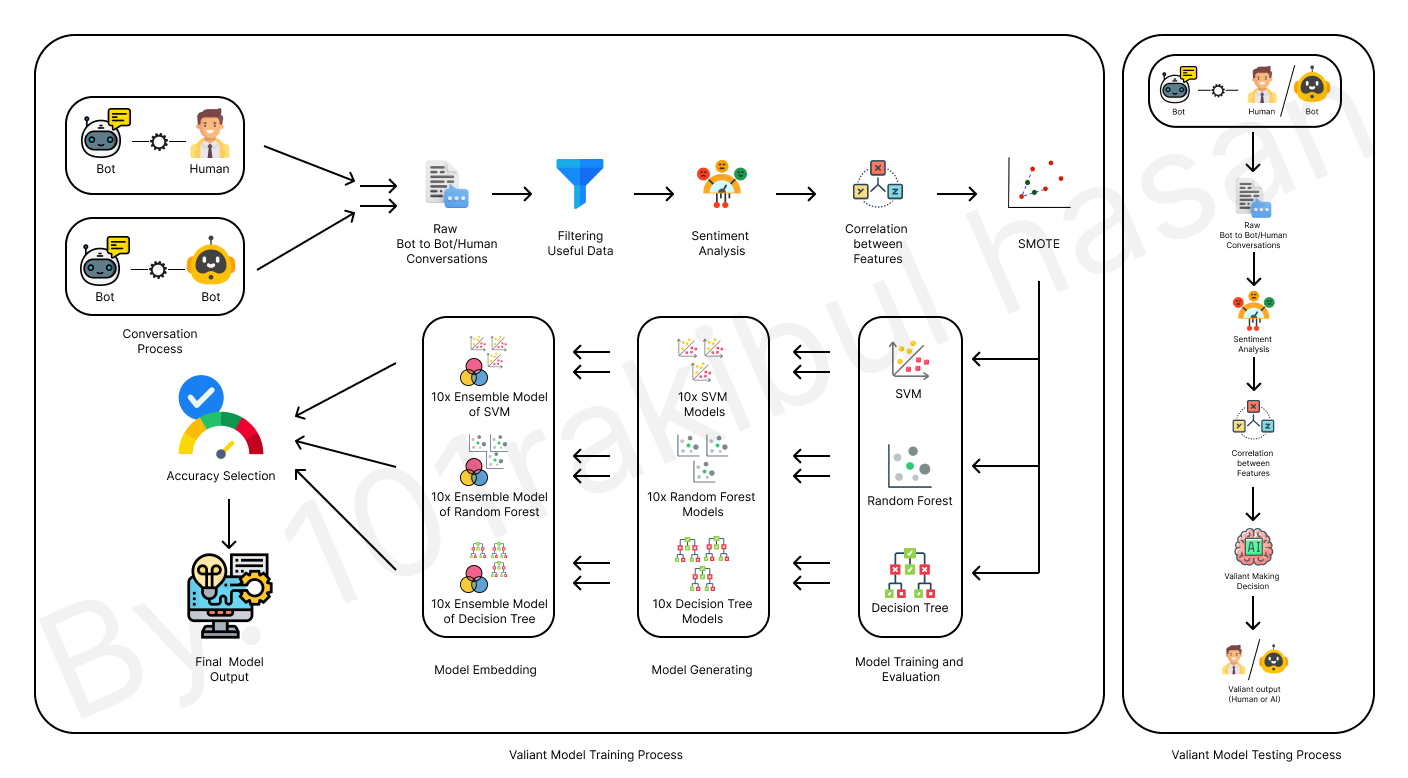 Bot
Human
Bot
Bot
Conversation
Process
Raw
Bot to Bot/Human
Conversations
Filtering
Useful Data
Sentiment
Analysis
X
Y
Z
Correlation
between
Features
SMOTE
SVM
Random Forest
Decision Tree
Model Training and
Evaluation
10x SVM
Models
10x Random Forest
Models
10x Decision Tree
Models
Model Generating
10x Ensemble Model
of SVM
10x Ensemble Model
of Random Forest
10x Ensemble Model
of Decision Tree
Model Embedding
Accuracy Selection
Final Model
Output
Valiant Model Training Process
Bot
Human
Bot
Raw
Bot to Bot/Human
Conversations
Sentiment
Analysis
X
Y
Z
Correlation
between
Features
AI
Valiant Making
Decision
Valiant output
(Human or AI)
Valiant Model Testing Process
By: 101rakibul hasan